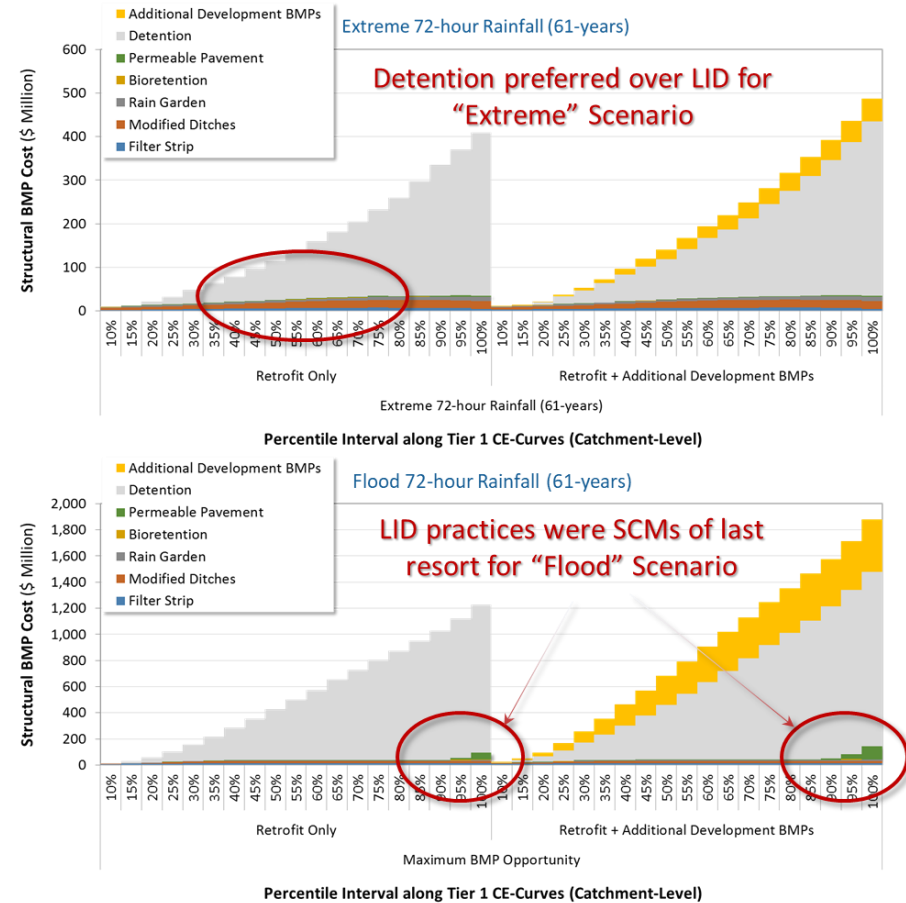 Additional Development BMPs
Detention
Permeable Pavement
Bioretention
Rain Garden
Modified Ditches
Filter Strip
Extreme 72-hour Rainfall (61-years)
Detention preferred over LID for
“Extreme” Scenario
Structural BMP Cost ($ Million)
600
500
400
300
200
100
0
10% 15% 20% 25% 30% 35% 40% 45% 50% 55% 60% 65% 70% 75% 80% 85% 90% 95% 100% 10% 15% 20% 25% 30% 35% 40% 45% 50% 55% 60% 65% 70% 75% 80% 85% 90% 95% 100%
Retrofit Only Retrofit + Additional Development BMPs
Extreme 72-hour Rainfall (61-years)
Percentile Interval along Tier 1 CE-Curves (Catchment-Level)
Additional Development BMPs
Detention
Permeable Pavement
Bioretention
Rain Garden
Modified Ditches
Filter Strip
Flood 72-hour Rainfall (61-years)
LID practices were SCMs of last
resort for “Flood” Scenario
Structural BMP Cost ($ Million)
2,000
1,800
1,600
1,400
1,200
1,000
800
600
400
200
0
10% 15% 20% 25% 30% 35% 40% 45% 50% 55% 60% 65% 70% 75% 80% 85% 90% 95% 100% 10% 15% 20% 25% 30% 35% 40% 45% 50% 55% 60% 65% 70% 75% 80% 85% 90% 95% 100%
Retrofit Only Retrofit + Additional Development BMPs
Maximum BMP Opportunity
Percentile Interval along Tier 1 CE-Curves (Catchment-Level)